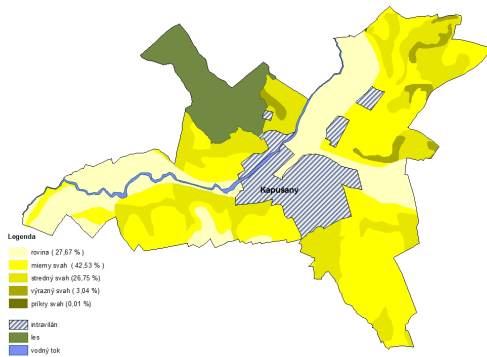 Kapušany
Legenda
rovina ( 27,67 % )
mierny svah ( 42,53 % )
stredný svah (26,75 %)
výrazný svah ( 3,04 %)
príkry svah (0,01 %)
intravilán
les
vodný tok